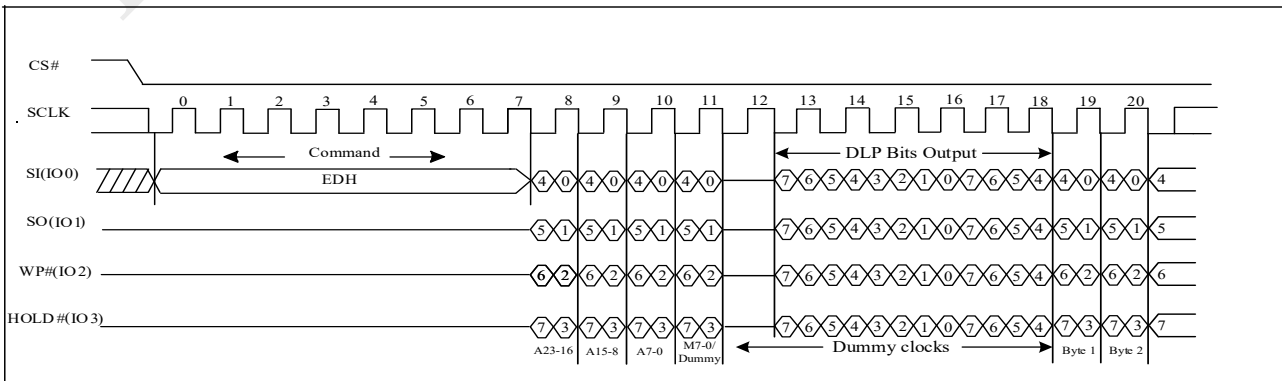 CS#
SCLK
0 1 2 3 4 5 6 7 8 9 10 11 12 13 14 15 16 17 18 19 20
Command
DLP Bits Output
SI(IO0)
EDH
4 0 4 0 4 0 4 0 7 6 5 4 3 2 1 0 7 6 5 4 4 0 4 0 4
SO(IO1)
5 1 5 1 5 1 5 1 7 6 5 4 3 2 1 0 7 6 5 4 5 1 5 1 5
WP#(IO2)
6 2 6 2 6 2 6 2 7 6 5 4 3 2 1 0 7 6 5 4 6 2 6 2 6
HOLD#(IO3)
7 3 7 3 7 3 7 3 7 6 5 4 3 2 1 0 7 6 5 4 7 3 7 3 7
A23-16 A15-8 A7-0 M7-0/
Dummy
Dummy clocks
Byte 1 Byte 2